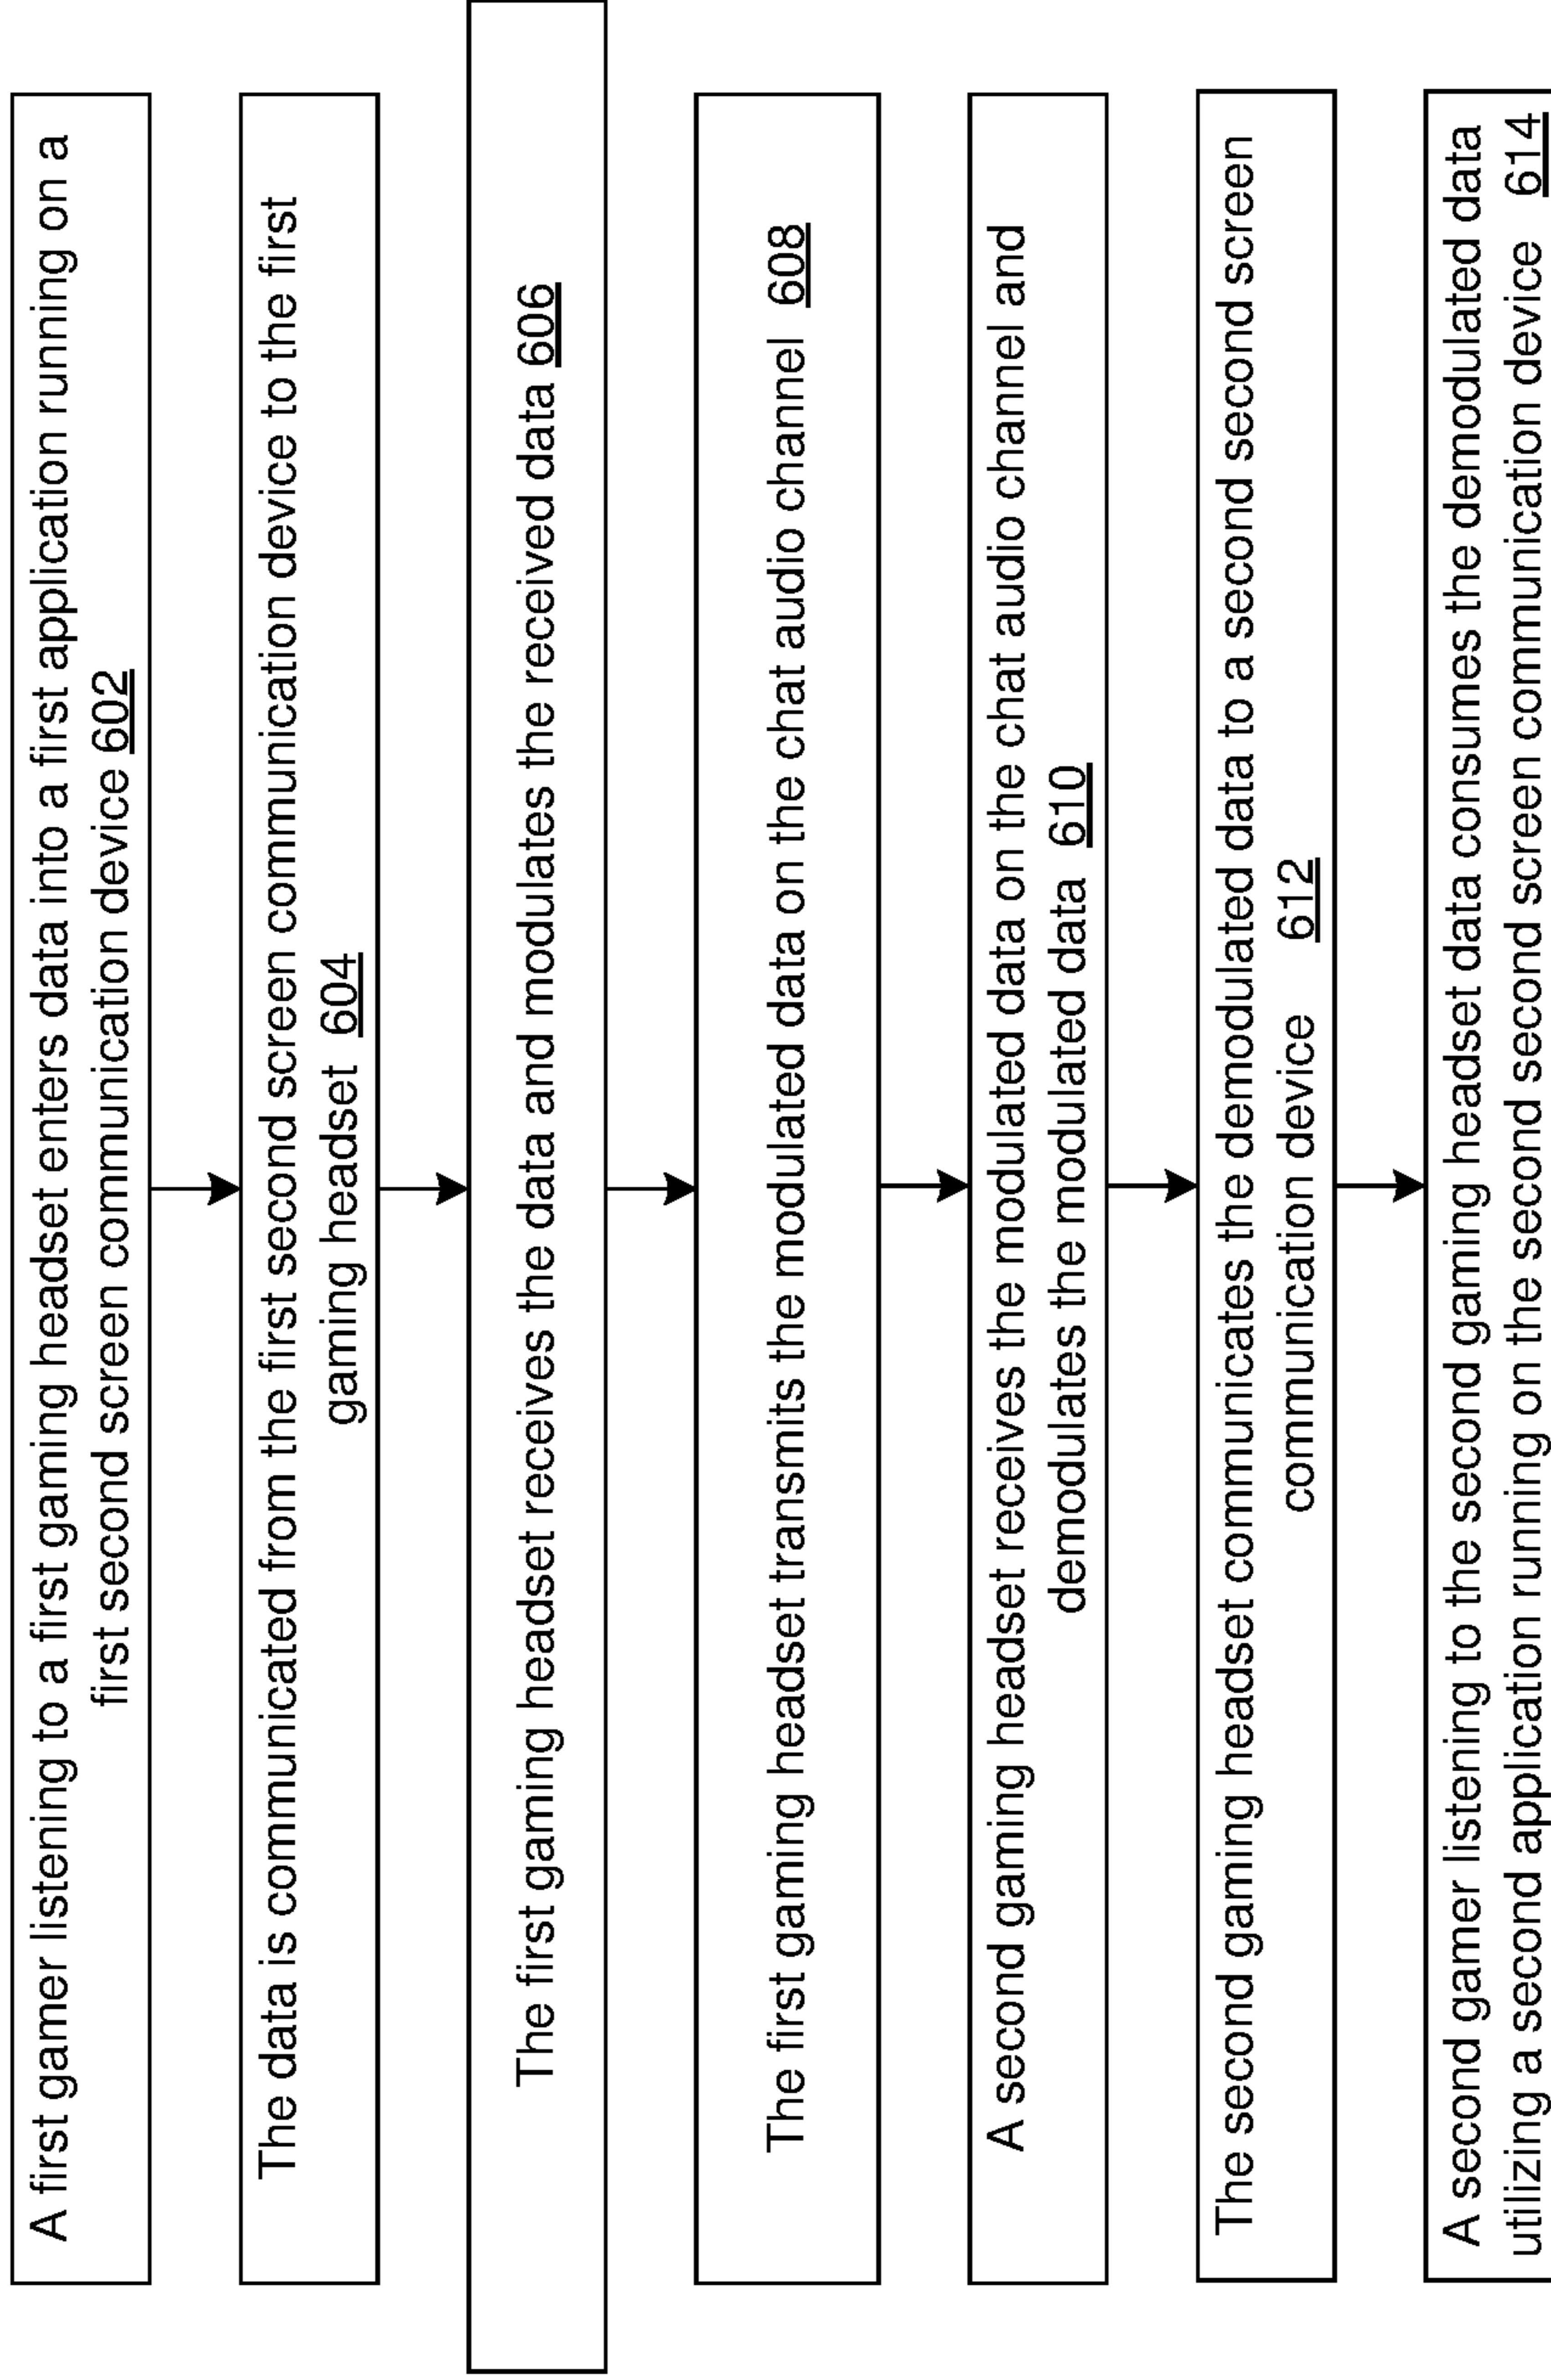 A first gamer listening to a first gaming headset enters data into a first application running on a
first second screen communication device 602
The data is communicated from the first second screen communication device to the first
gaming headset 604
The first gaming headset receives the data and modulates the received data 606
The first gaming headset transmits the modulated data on the chat audio channel 608
A second gaming headset receives the modulated data on the chat audio channel and
demodulates the modulated data 610
The second gaming headset communicates the demodulated data to a second second screen
communication device 612
A second gamer listening to the second gaming headset data consumes the demodulated data
utilizing a second application running on the second second screen communication device 614